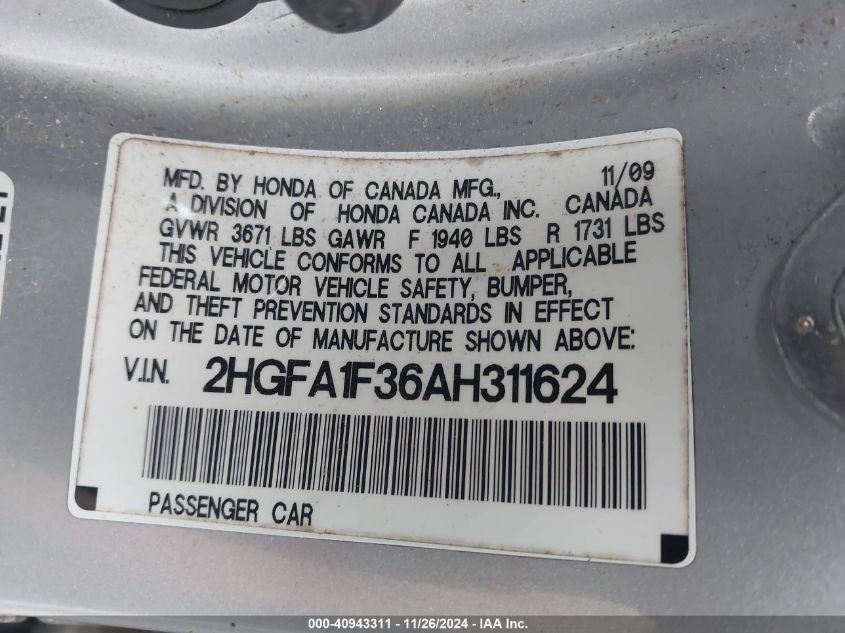 MFD. BY HONDA OF CANADA MFG., 11/09
A DIVISION OF HONDA CANADA INC. CANADA
GVWR 3671 LBS GAWR F 1940 LBS R 1731 LBS
THIS VEHICLE CONFORMS TO ALL APPLICABLE
FEDERAL MOTOR VEHICLE SAFETY, BUMPER,
AND THEFT PREVENTION STANDARDS IN EFFECT
ON THE DATE OF MANUFACTURE SHOWN ABOVE:
V.I.N. 2HGFA1F36AH311624
PASSENGER CAR
000-40943311 - 11/26/2024 - IAA Inc.